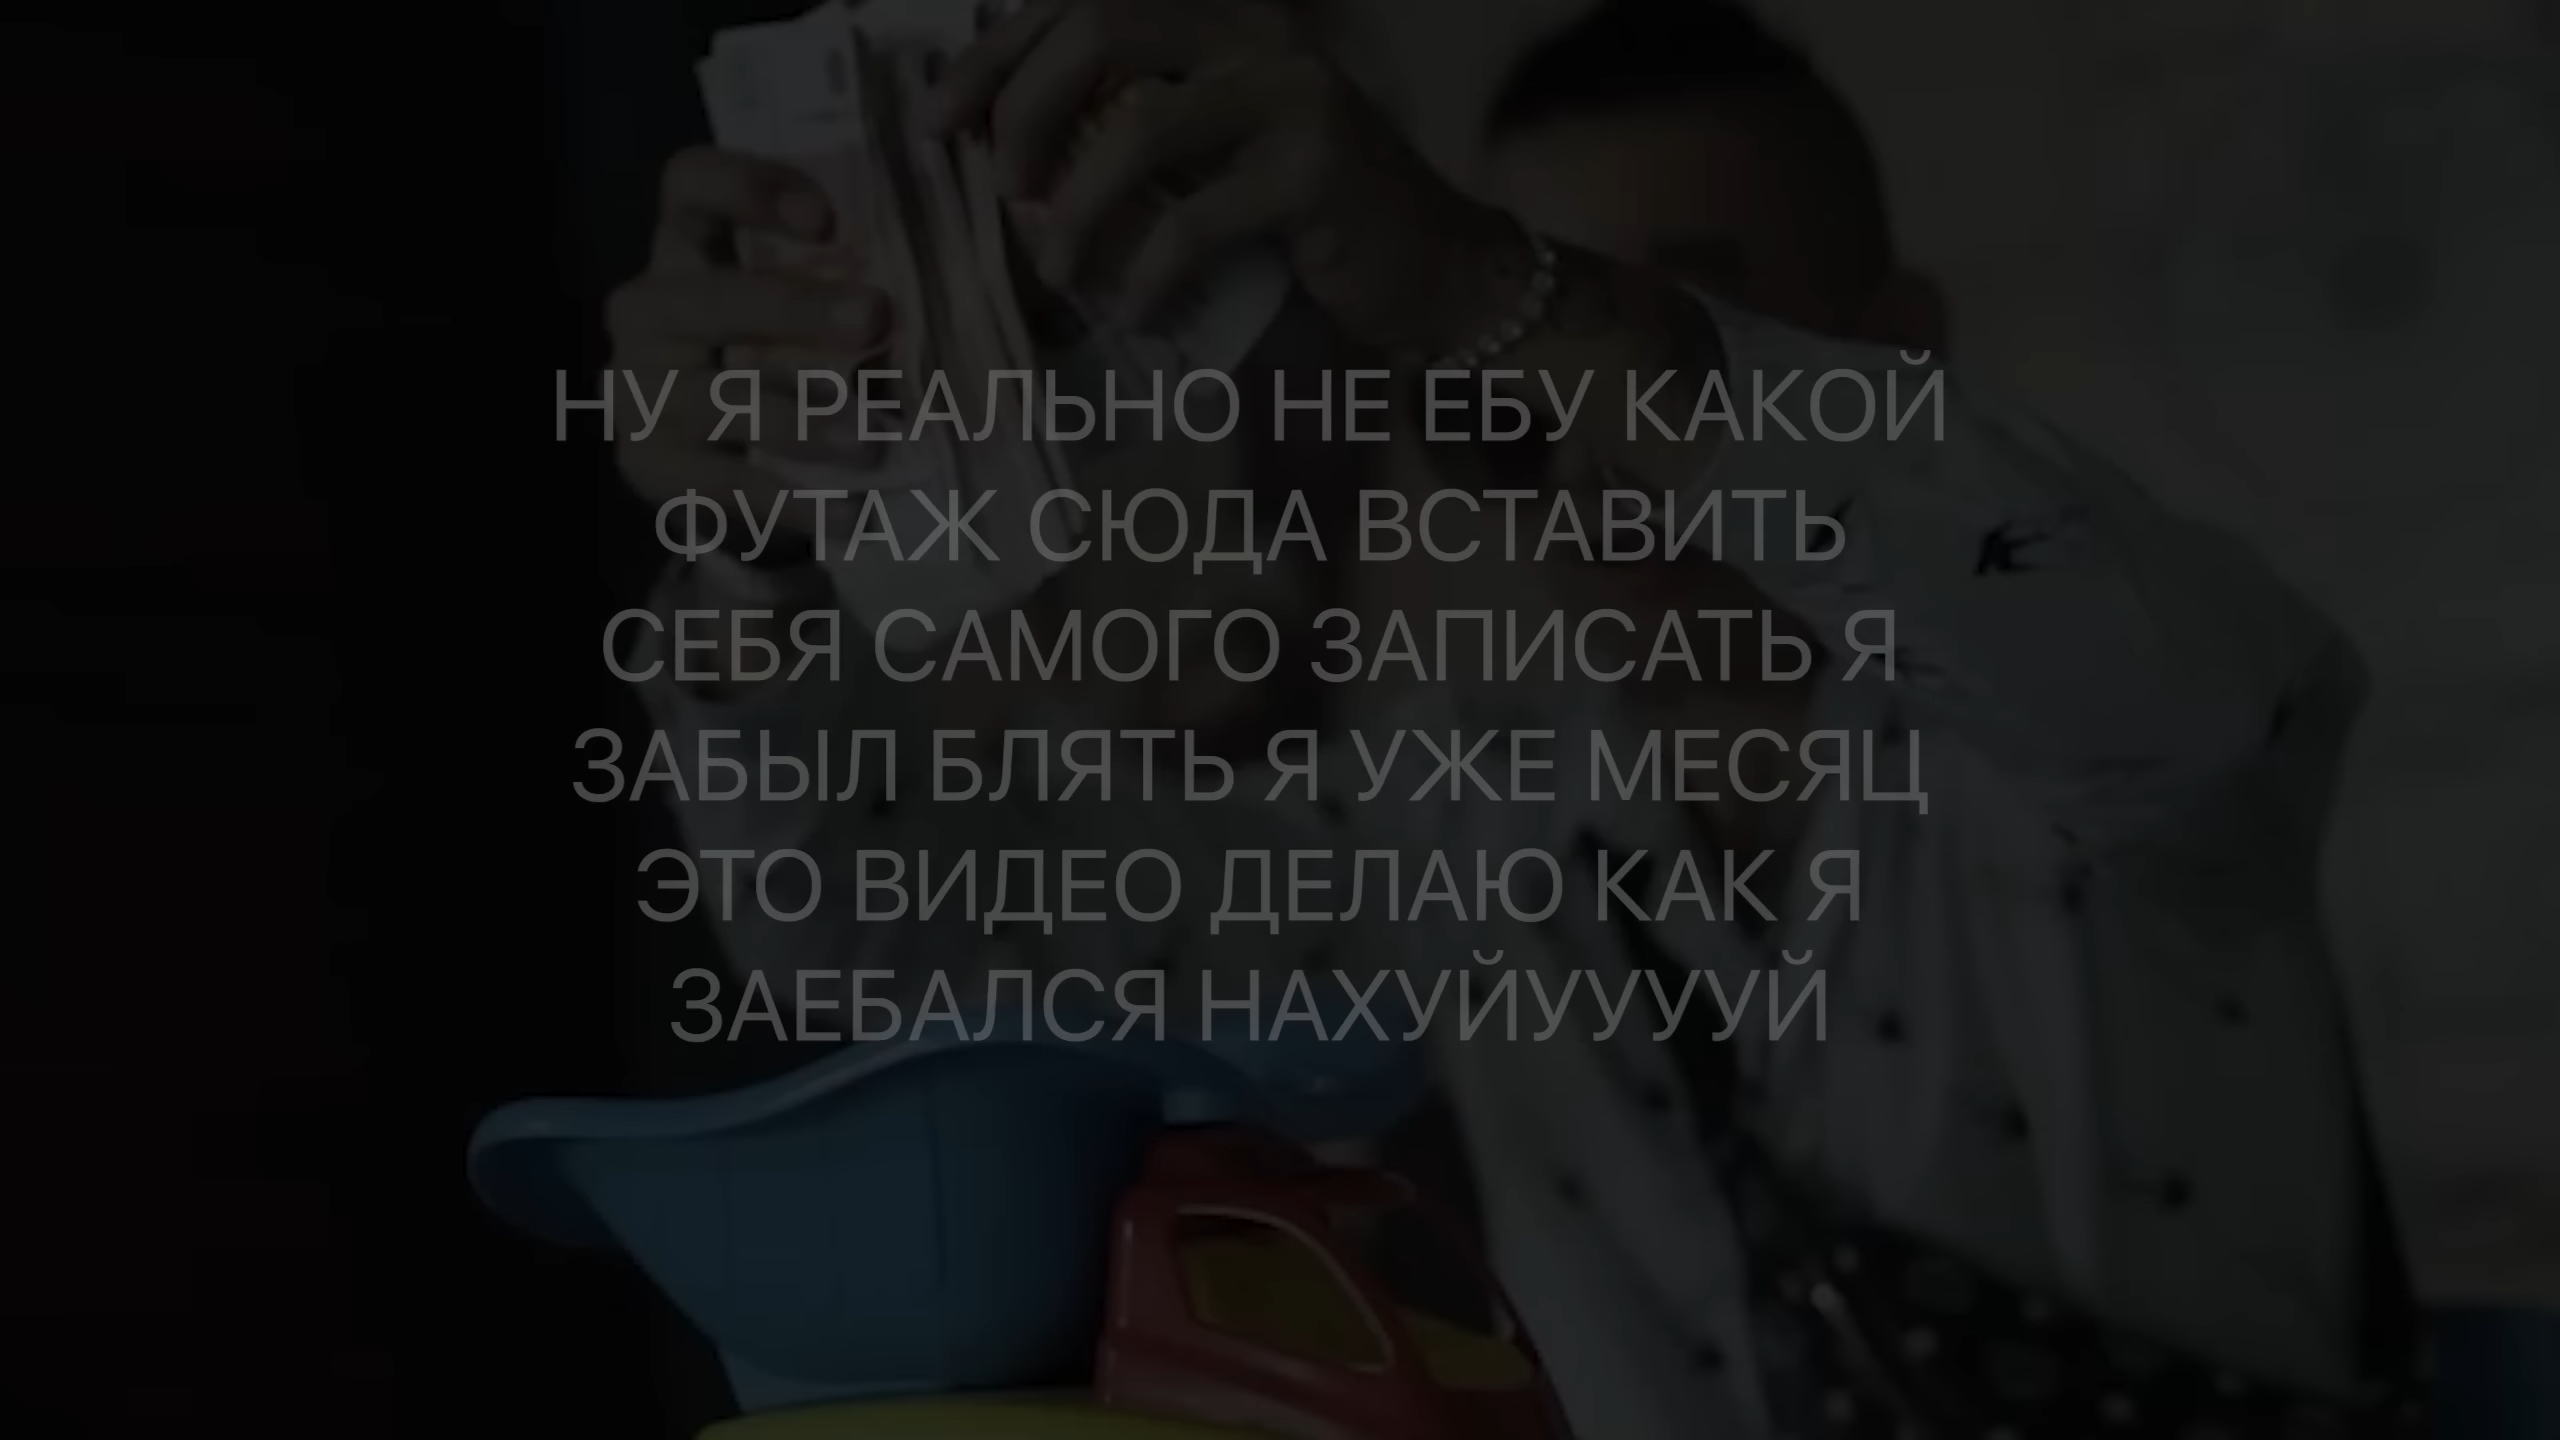 НУ Я РЕАЛЬНО НЕ ЕБУ КАКОЙ
ФУТАЖ СЮДА ВСТАВИТЬ
СЕБЯ САМОГО ЗАПИСАТЬ Я
ЗАБЫЛ БЛЯТЬ Я УЖЕ МЕСЯЦ
ЭТО ВИДЕО ДЕЛАЮ КАК Я
ЗАЕБАЛСЯ НАХУЙУУУУЙ